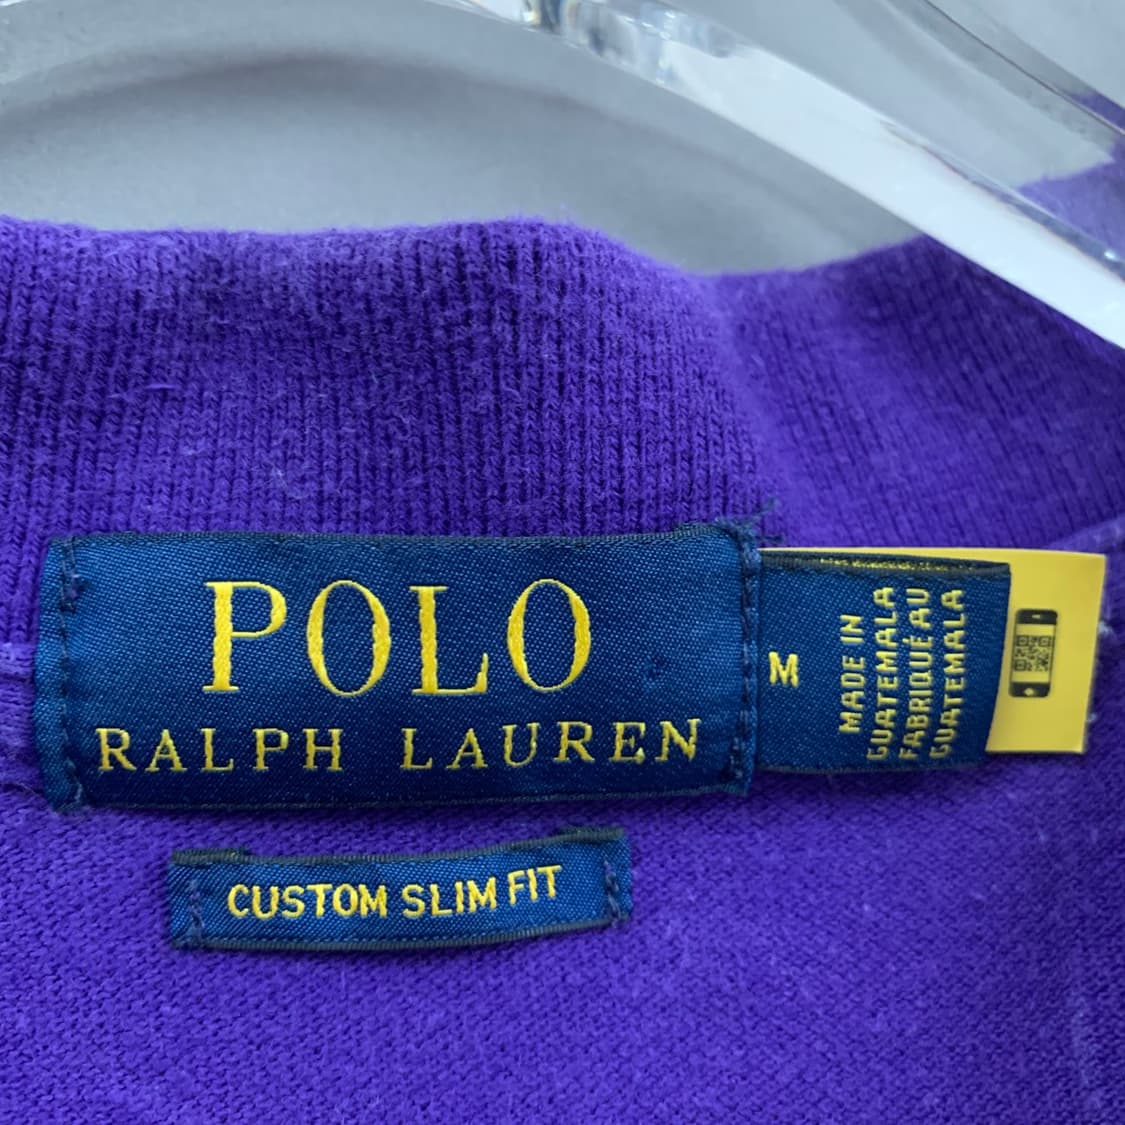 POLO
RALPH LAUREN
M
MADE IN
GUATEMALA
FABRIQUÉ AU
GUATEMALA
CUSTOM SLIM FIT